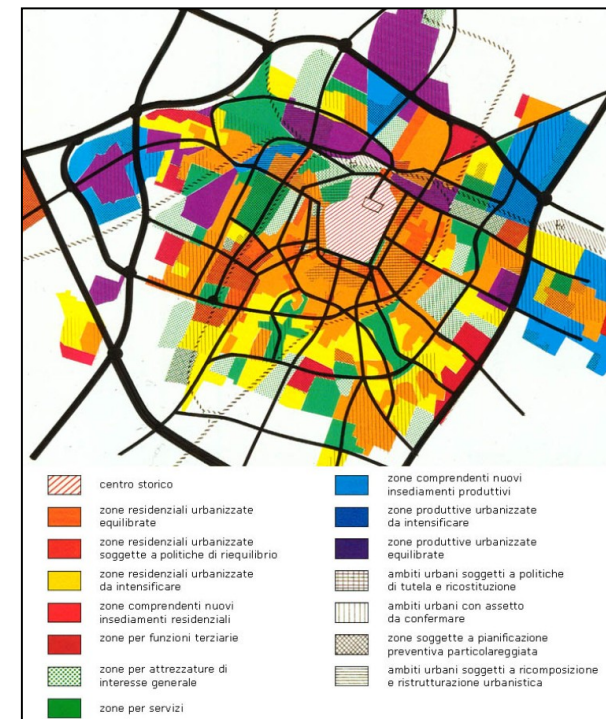 centro storico
zone residenziali urbanizzate
equilibrate
zone residenziali urbanizzate
soggette a politiche di riequilibrio
zone residenziali urbanizzate
da intensificare
zone comprendenti nuovi
insediamenti residenziali
zone per funzioni terziarie
zone per attrezzature di
interesse generale
zone per servizi
zone comprendenti nuovi
insediamenti produttivi
zone produttive urbanizzate
da intensificare
zone produttive urbanizzate
equilibrate
ambiti urbani soggetti a politiche
di tutela e ricostituzione
ambiti urbani con assetto
da confermare
zone soggette a pianificazione
preventiva particolareggiata
ambiti urbani soggetti a ricomposizione
e ristrutturazione urbanistica